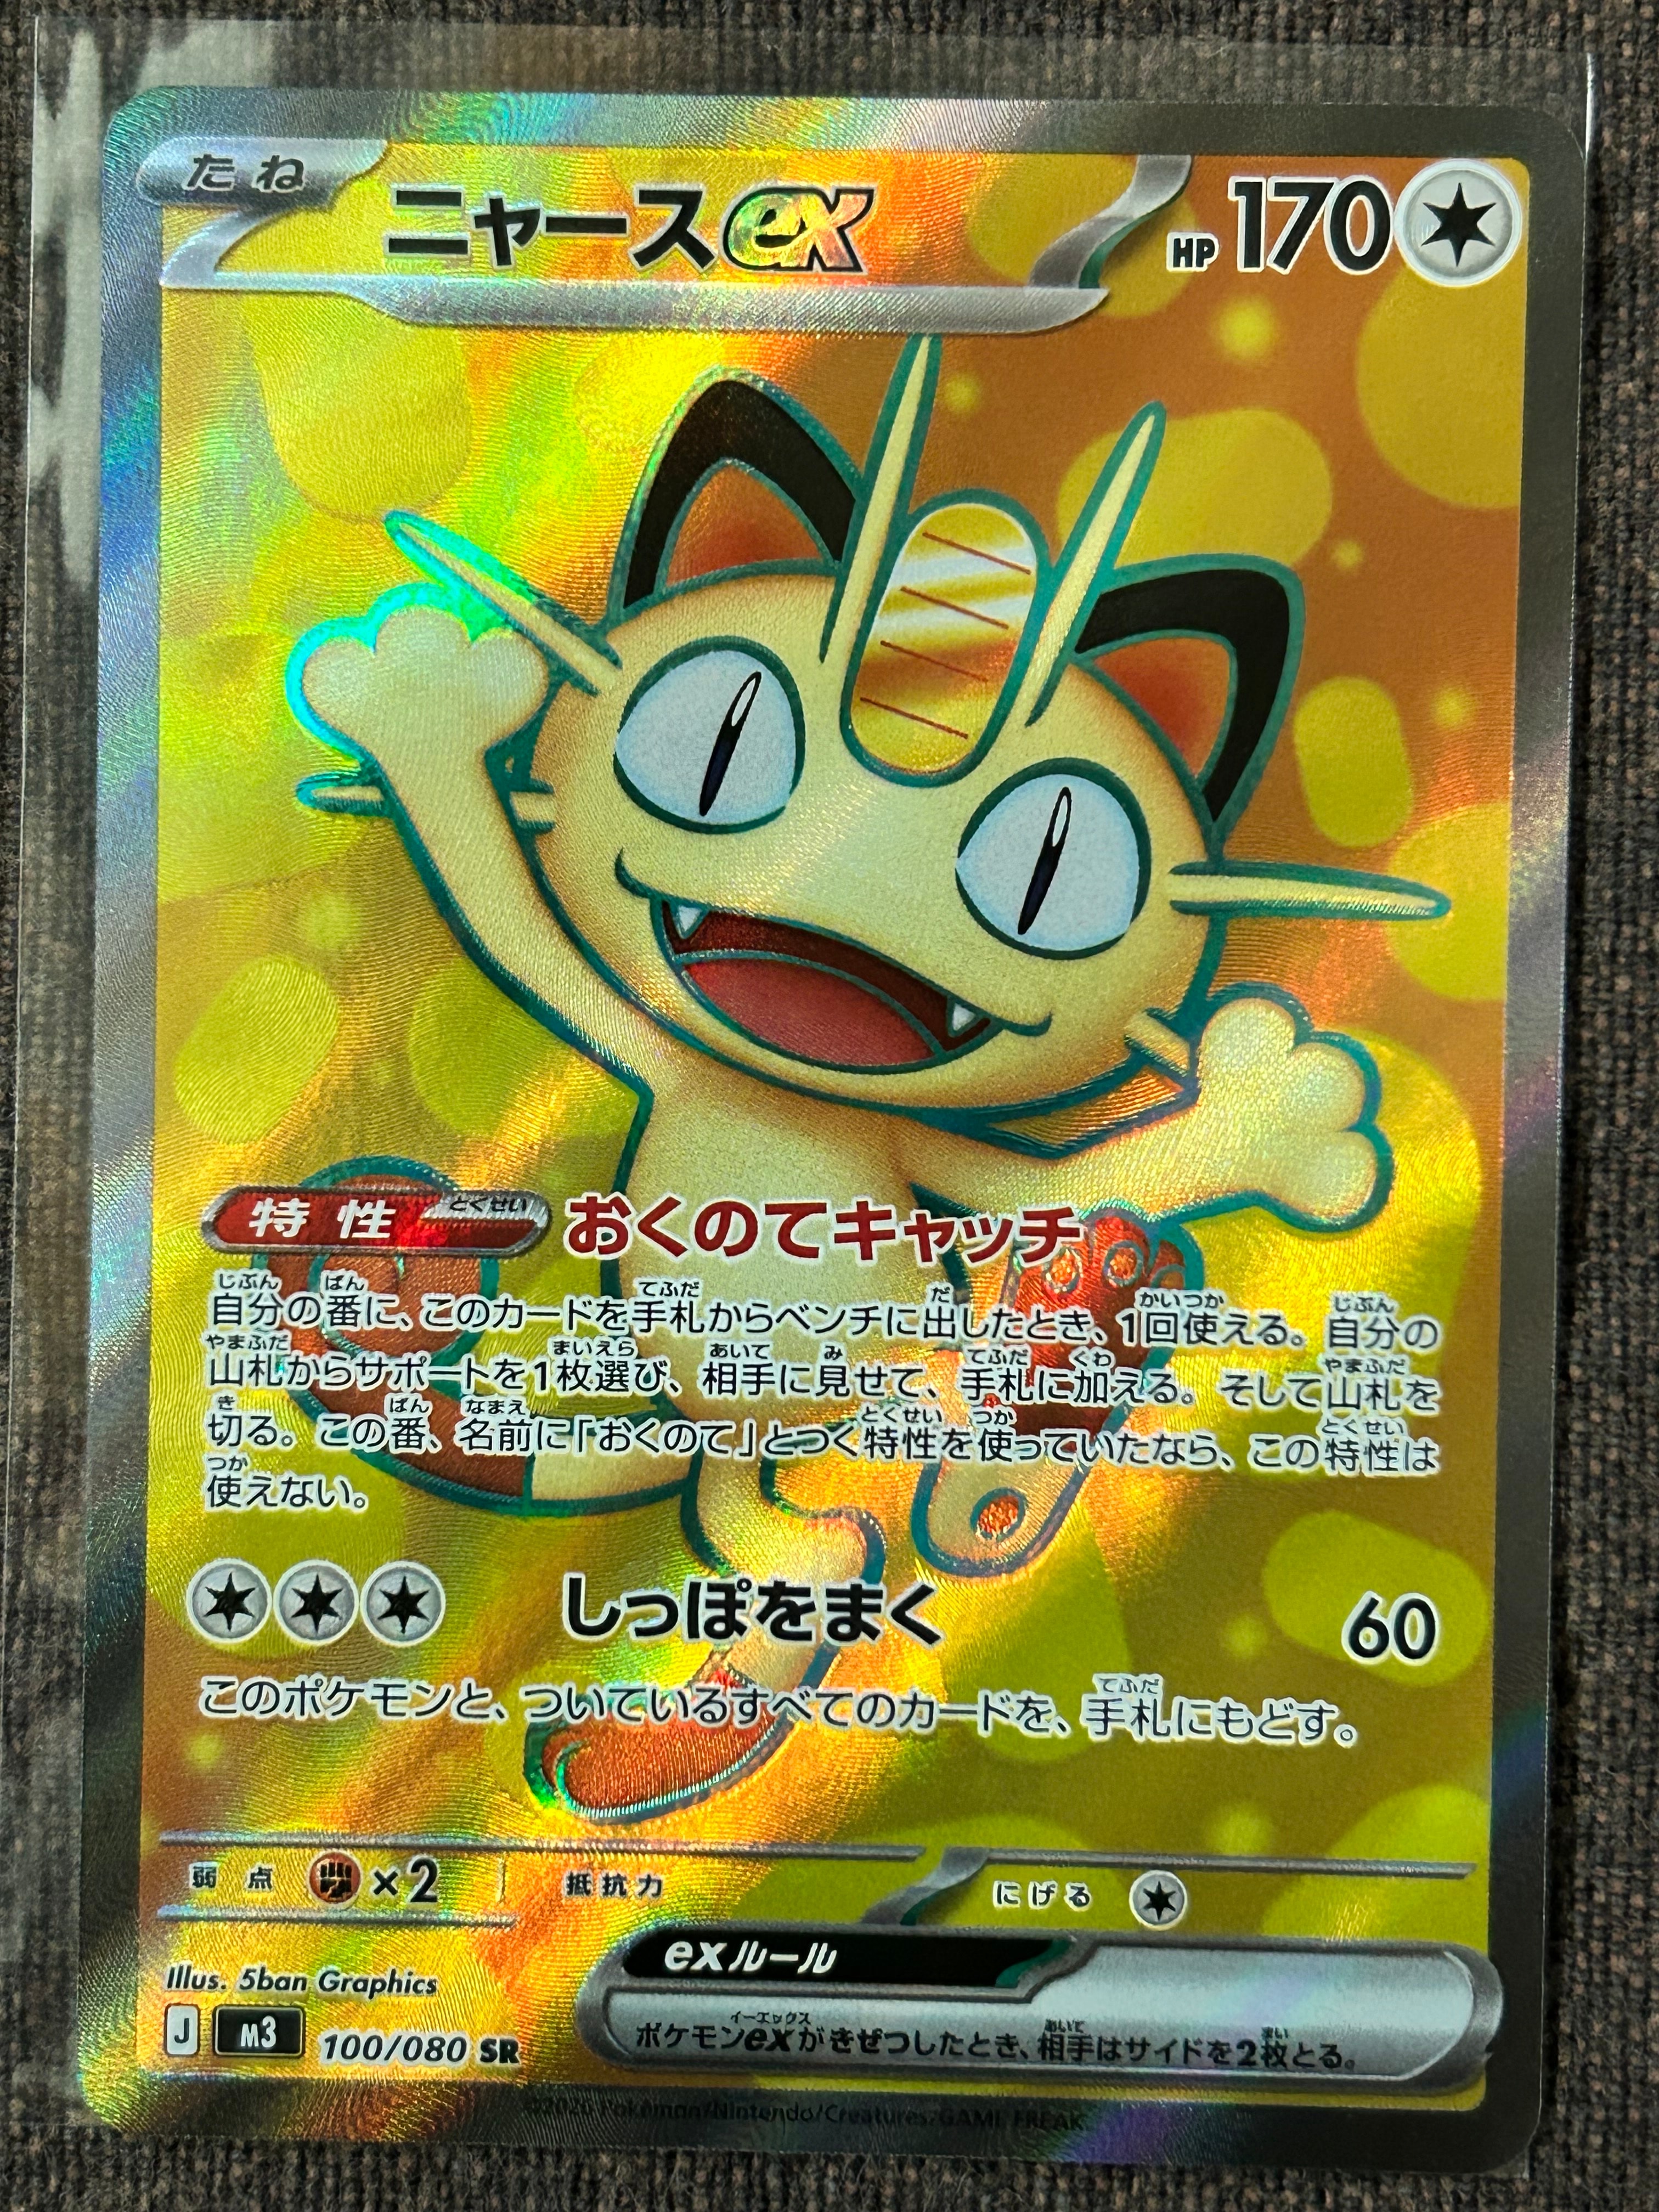 たね
ニャースex
HP 170
特性 とくせい おくのてキャッチ
自分の番に、このカードを手札からベンチに出したとき、1回使える。自分の
山札からサポートを1枚選び、相手に見せて、手札に加える。そして山札を
切る。この番、名前に「おくのて」とつく特性を使っていたなら、この特性は
使えない。
しっぽをまく 60
このポケモンと、ついているすべてのカードを、手札にもどす。
弱点 ×2 抵抗力 にげる
exルール
ポケモンexがきぜつしたとき、相手はサイドを2枚とる。
Illus. 5ban Graphics
J M3 100/080 SR
©2026 Pokémon/Nintendo/Creatures/GAME FREAK